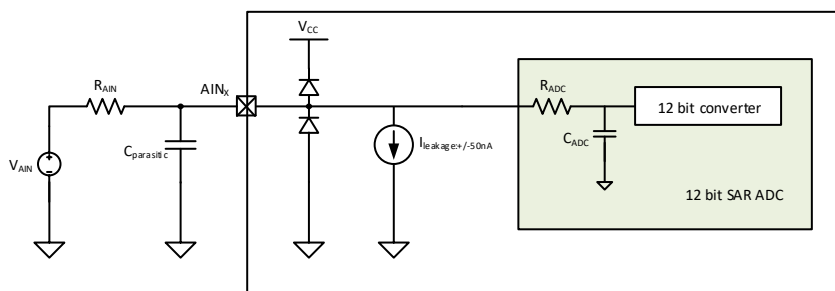 VCC
RAIN
AINX
RADC
12 bit converter
VAIN
Cparasitic
Ileakage:+/-50nA
CADC
12 bit SAR ADC